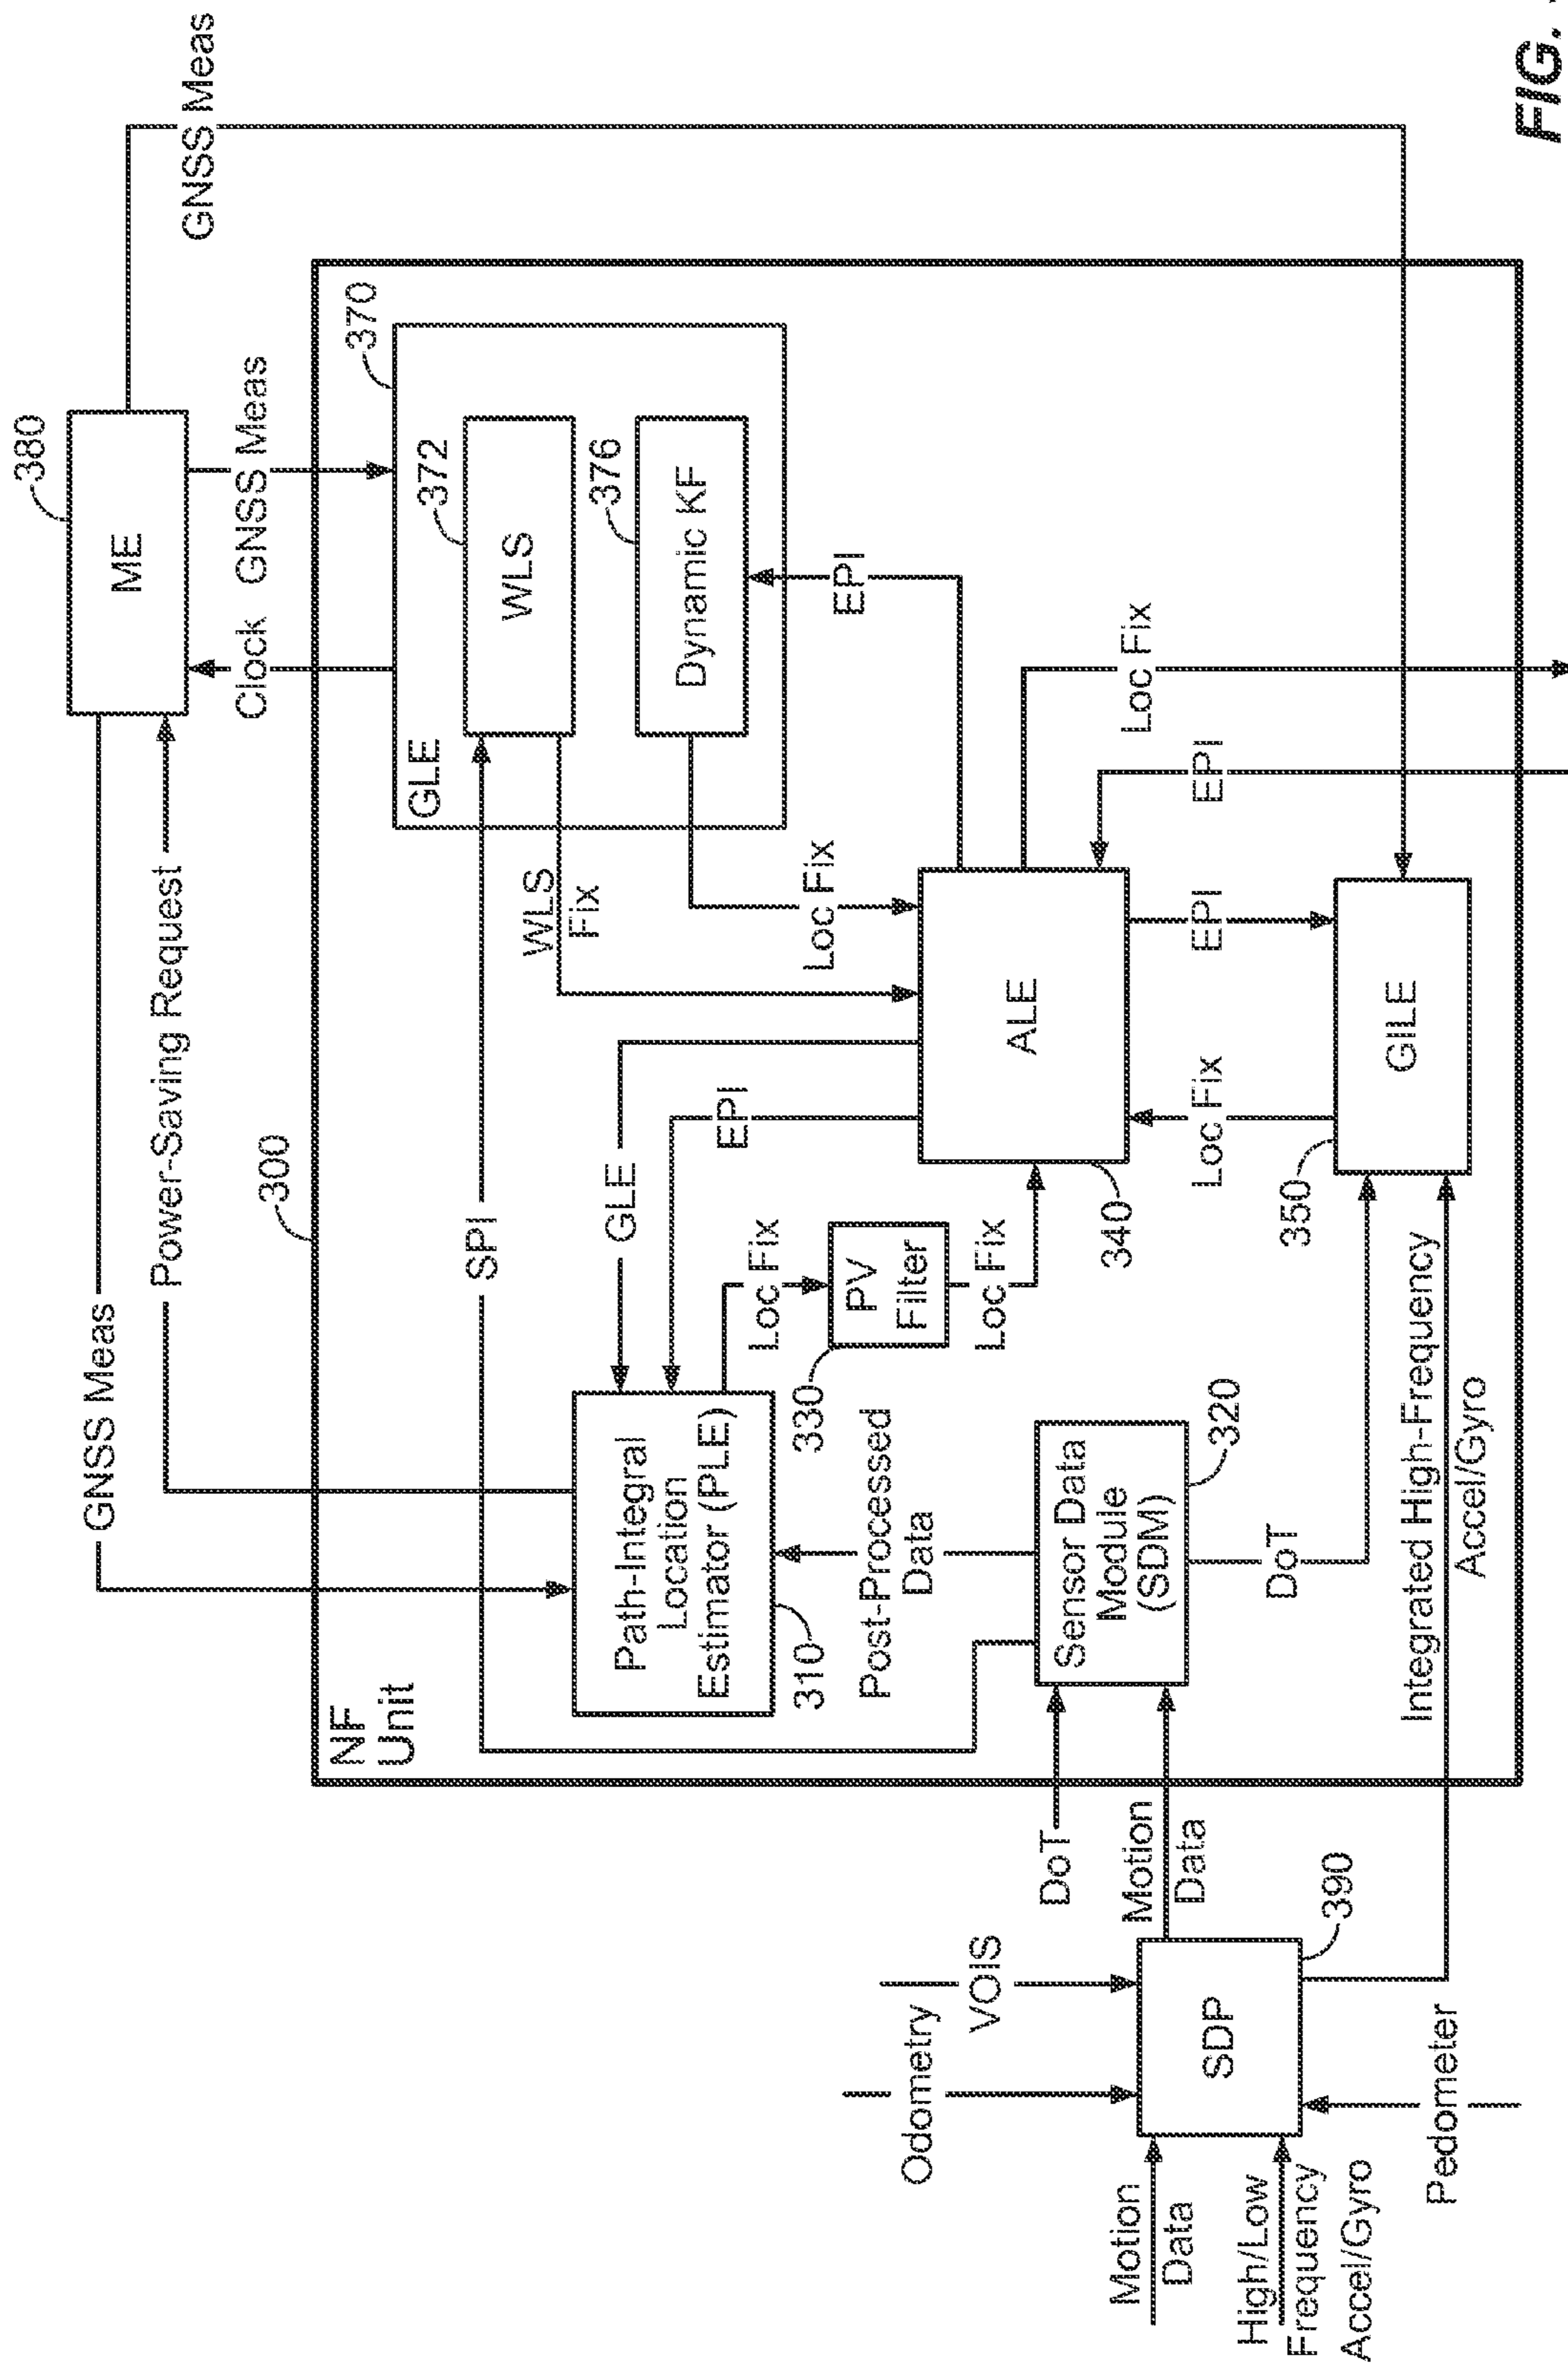 GNSS Meas
Power-Saving Request
380
ME
GNSS Meas
Clock
GNSS Meas
300
NF
Unit
370
GLE
372
WLS
376
Dynamic KF
SPI
WLS
Fix
Loc Fix
EPI
GLE
EPI
Path-Integral
Location
Estimator (PLE)
310
Loc Fix
330
PV
Filter
Loc Fix
ALE
340
Post-Processed
Data
Sensor Data
Module
(SDM)
320
DoT
Loc Fix
EPI
EPI
Loc Fix
350
GILE
Integrated High-Frequency
Accel/Gyro
DoT
Motion
Data
Odometry
VOIS
SDP
390
Motion
Data
High/Low
Frequency
Accel/Gyro
Pedometer
FIG.